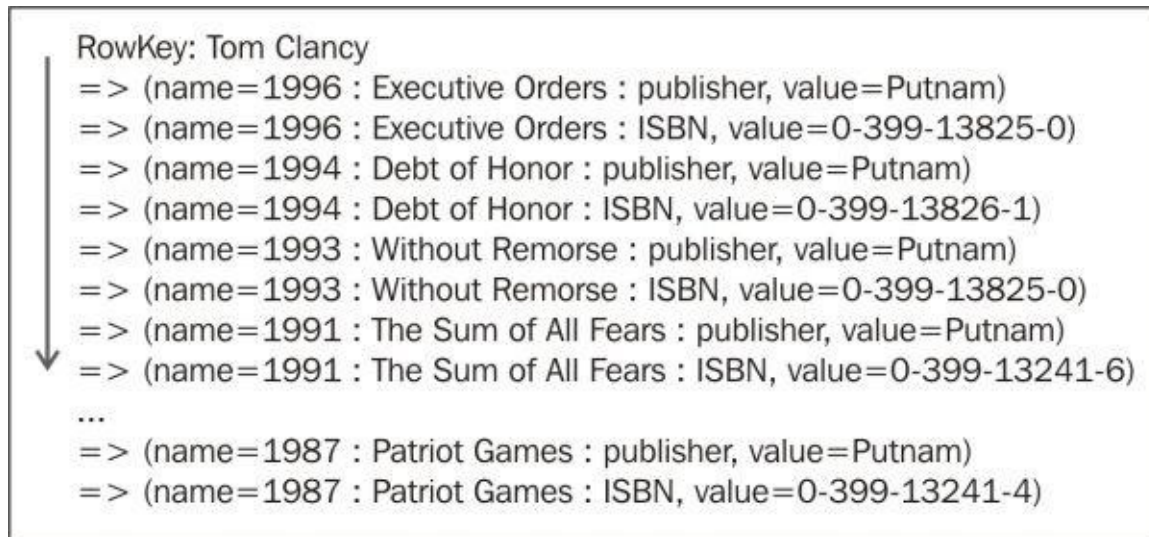 RowKey: Tom Clancy
=> (name=1996 : Executive Orders : publisher, value=Putnam)
=> (name=1996 : Executive Orders : ISBN, value=0-399-13825-0)
=> (name=1994 : Debt of Honor : publisher, value=Putnam)
=> (name=1994 : Debt of Honor : ISBN, value=0-399-13826-1)
=> (name=1993 : Without Remorse : publisher, value=Putnam)
=> (name=1993 : Without Remorse : ISBN, value=0-399-13825-0)
=> (name=1991 : The Sum of All Fears : publisher, value=Putnam)
=> (name=1991 : The Sum of All Fears : ISBN, value=0-399-13241-6)
...
=> (name=1987 : Patriot Games : publisher, value=Putnam)
=> (name=1987 : Patriot Games : ISBN, value=0-399-13241-4)